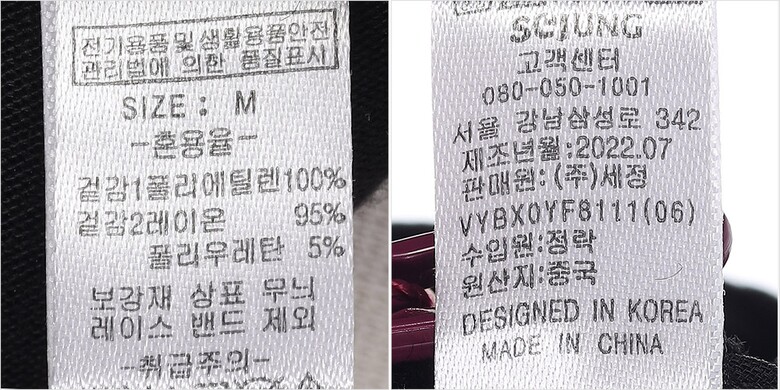 전기용품및생활용품안전
관리법에 의한 품질표시
SIZE : M
-혼용율-
겉감1폴리에틸렌100%
겉감2레이온 95%
폴리우레탄 5%
보강재 상표 무늬
레이스 밴드 제외
-취급주의-
SEJUNG
고객센터
080-050-1001
서울 강남삼성로 342
제조년월:2022.07
판매원:(주)세정
VYBX0YF8111(06)
수입원:정락
원산지:중국
DESIGNED IN KOREA
MADE IN CHINA